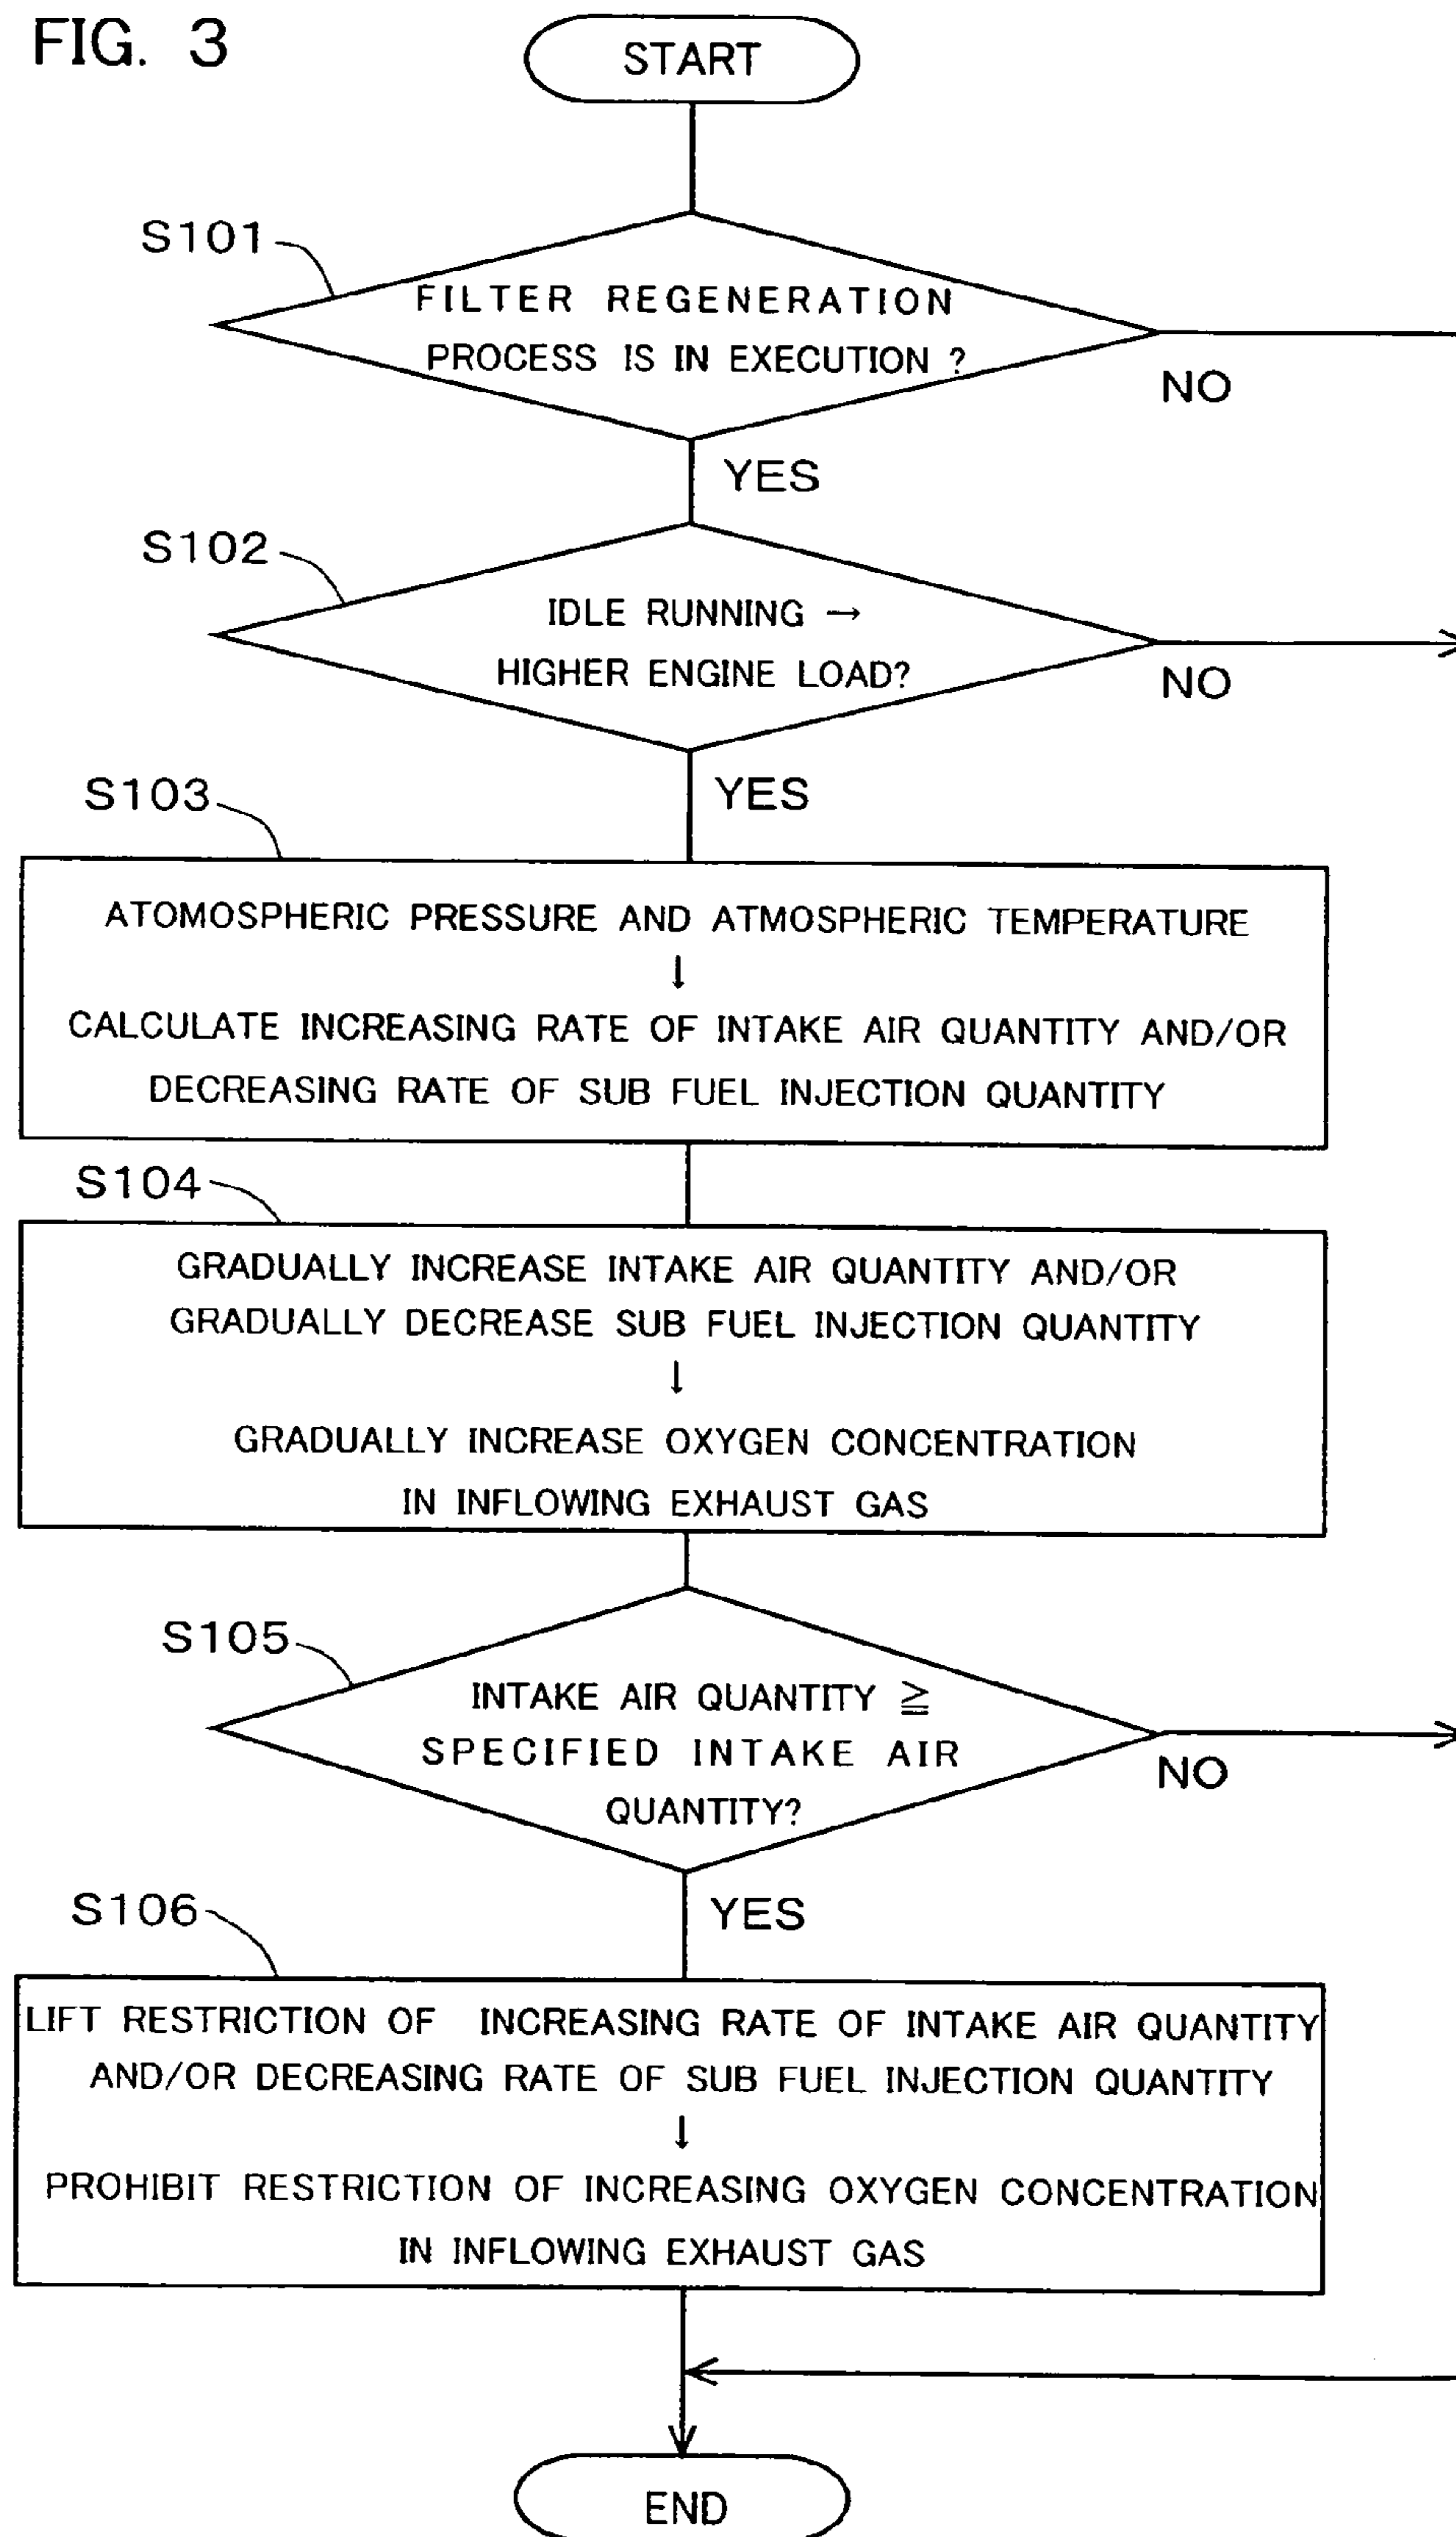 FIG. 3
START
S101
FILTER REGENERATION
PROCESS IS IN EXECUTION ?
NO
YES
S102
IDLE RUNNING →
HIGHER ENGINE LOAD?
NO
YES
S103
ATOMOSPHERIC PRESSURE AND ATMOSPHERIC TEMPERATURE
↓
CALCULATE INCREASING RATE OF INTAKE AIR QUANTITY AND/OR
DECREASING RATE OF SUB FUEL INJECTION QUANTITY
S104
GRADUALLY INCREASE INTAKE AIR QUANTITY AND/OR
GRADUALLY DECREASE SUB FUEL INJECTION QUANTITY
↓
GRADUALLY INCREASE OXYGEN CONCENTRATION
IN INFLOWING EXHAUST GAS
S105
INTAKE AIR QUANTITY ≧
SPECIFIED INTAKE AIR
QUANTITY?
NO
YES
S106
LIFT RESTRICTION OF INCREASING RATE OF INTAKE AIR QUANTITY
AND/OR DECREASING RATE OF SUB FUEL INJECTION QUANTITY
↓
PROHIBIT RESTRICTION OF INCREASING OXYGEN CONCENTRATION
IN INFLOWING EXHAUST GAS
END